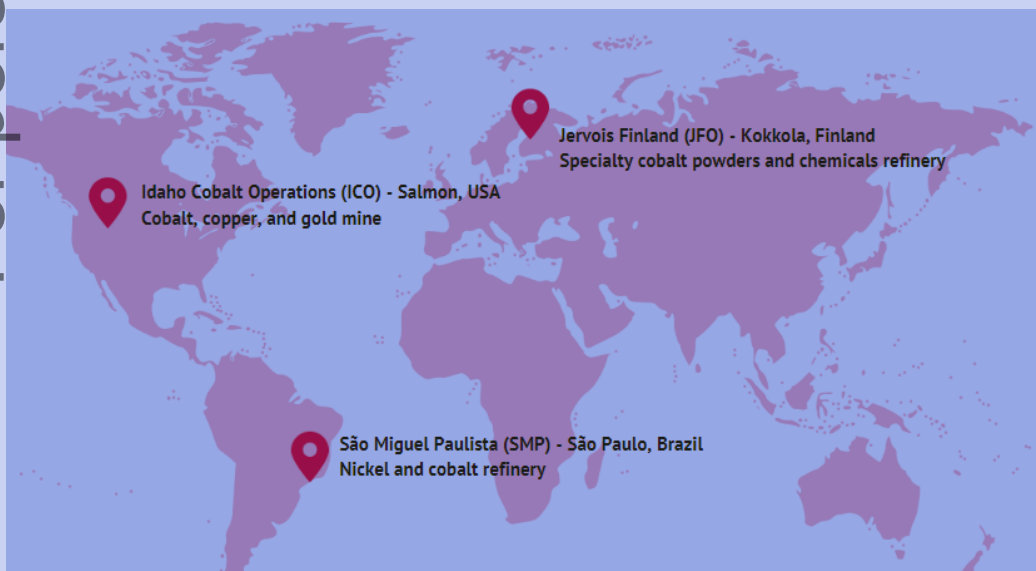 Jervois Finland (JFO) - Kokkola, Finland
Specialty cobalt powders and chemicals refinery
Idaho Cobalt Operations (ICO) - Salmon, USA
Cobalt, copper, and gold mine
São Miguel Paulista (SMP) - São Paulo, Brazil
Nickel and cobalt refinery